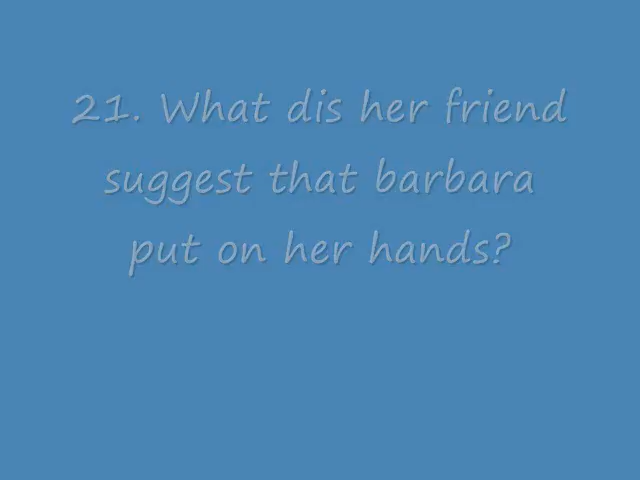 21. What dis her friend
suggest that barbara
put on her hands?